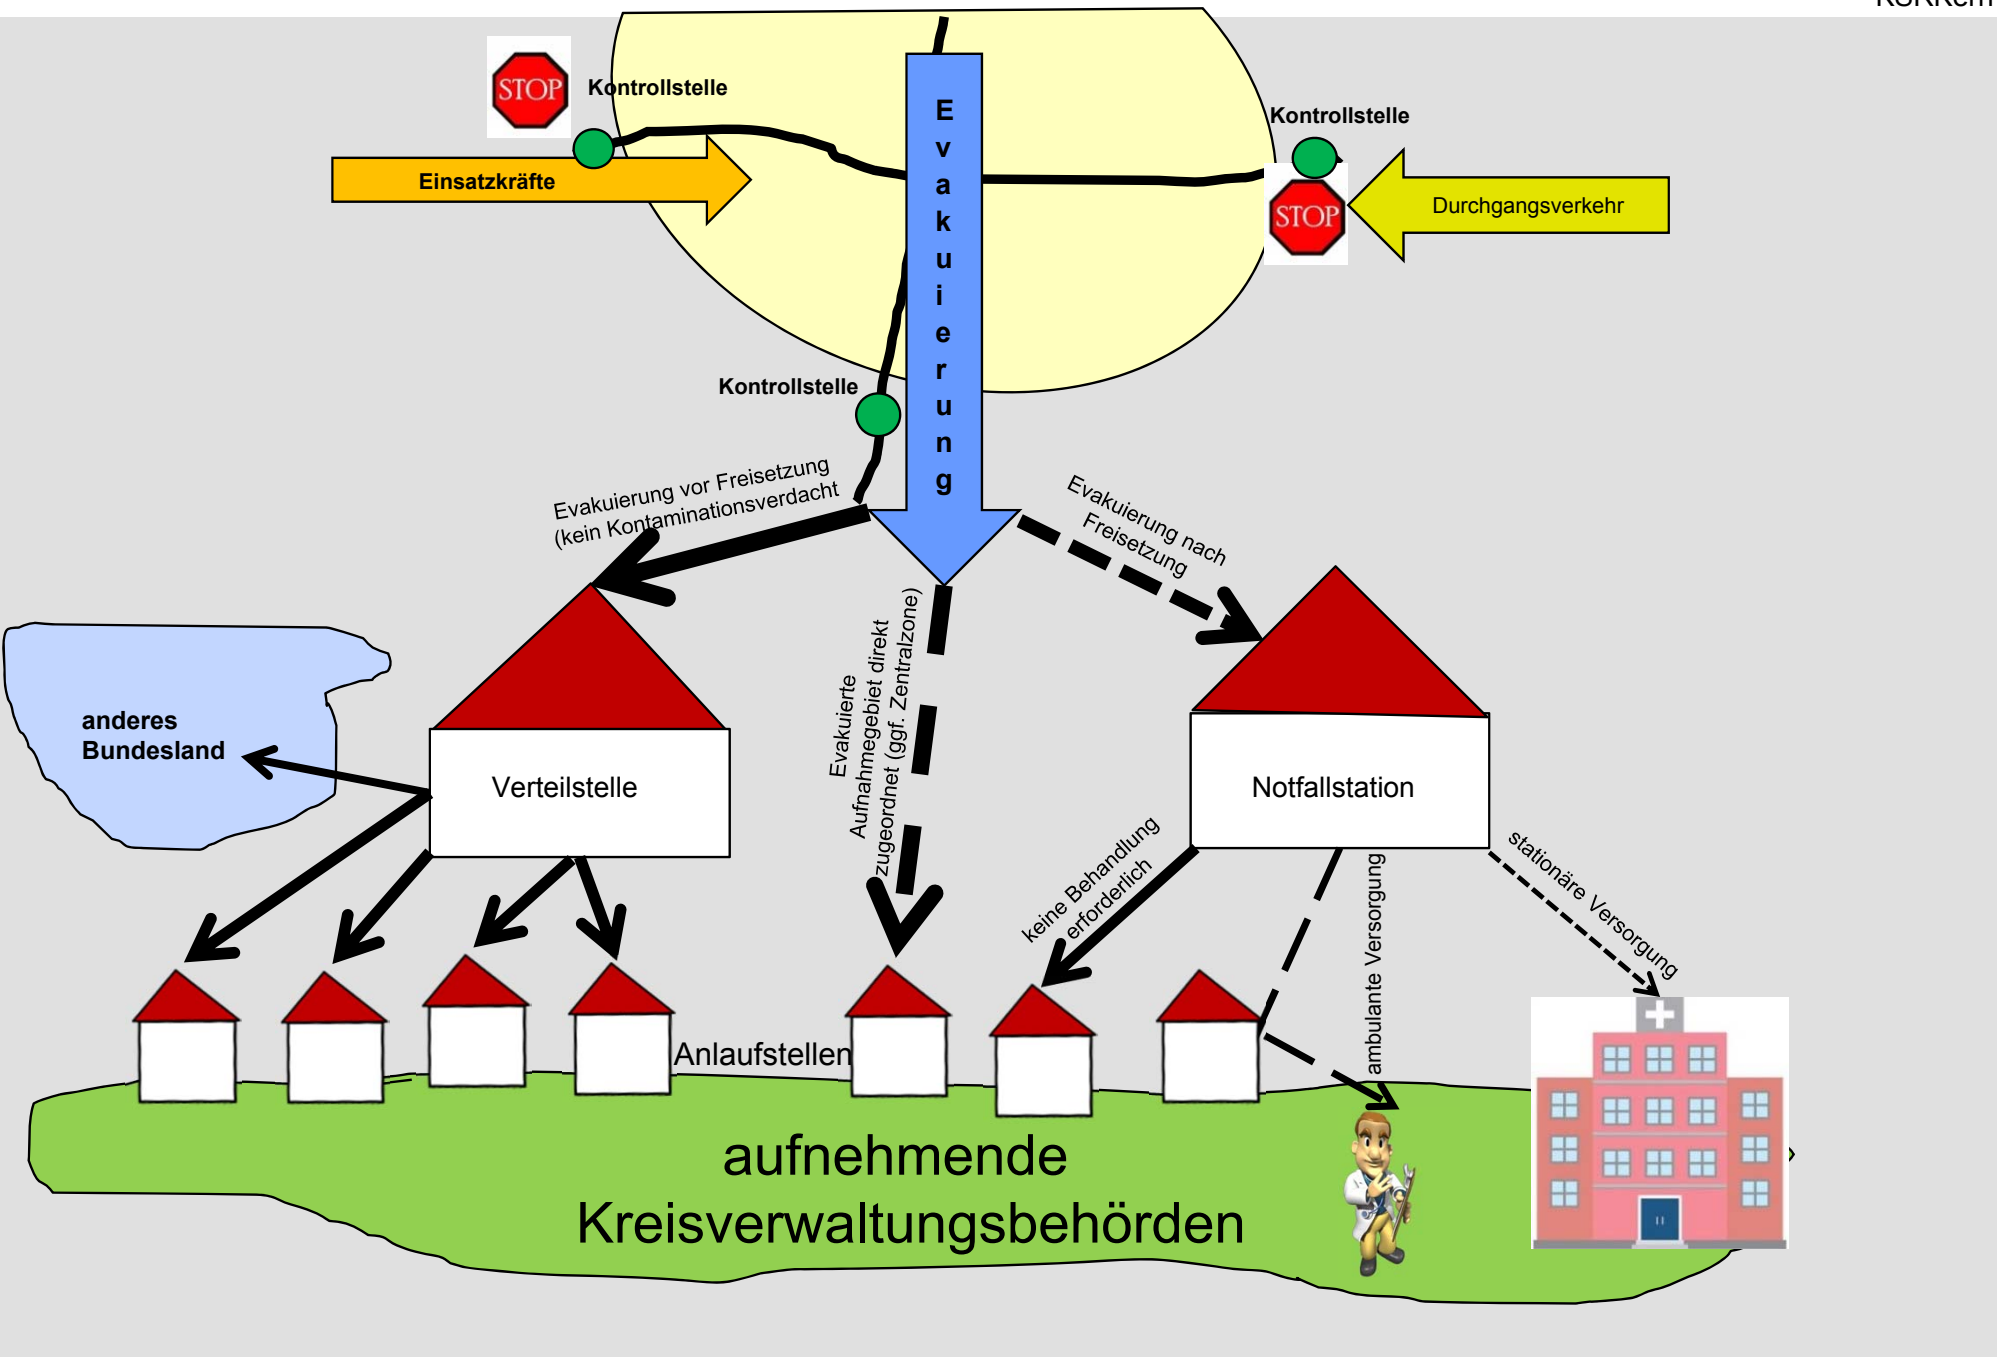 STOP
Kontrollstelle
Kontrollstelle
Einsatzkräfte
STOP
Durchgangsverkehr
Evakuierung
Kontrollstelle
Evakuierung vor Freisetzung
(kein Kontaminationsverdacht
Evakuierung nach
Freisetzung
anderes
Bundesland
Verteilstelle
Evakuierte
Aufnahmegebiet direkt
zugeordnet (ggf. Zentralzone)
Notfallstation
keine Behandlung
erforderlich
ambulante Versorgung
stationäre Versorgung
Anlaufstellen
aufnehmende
Kreisverwaltungsbehörden